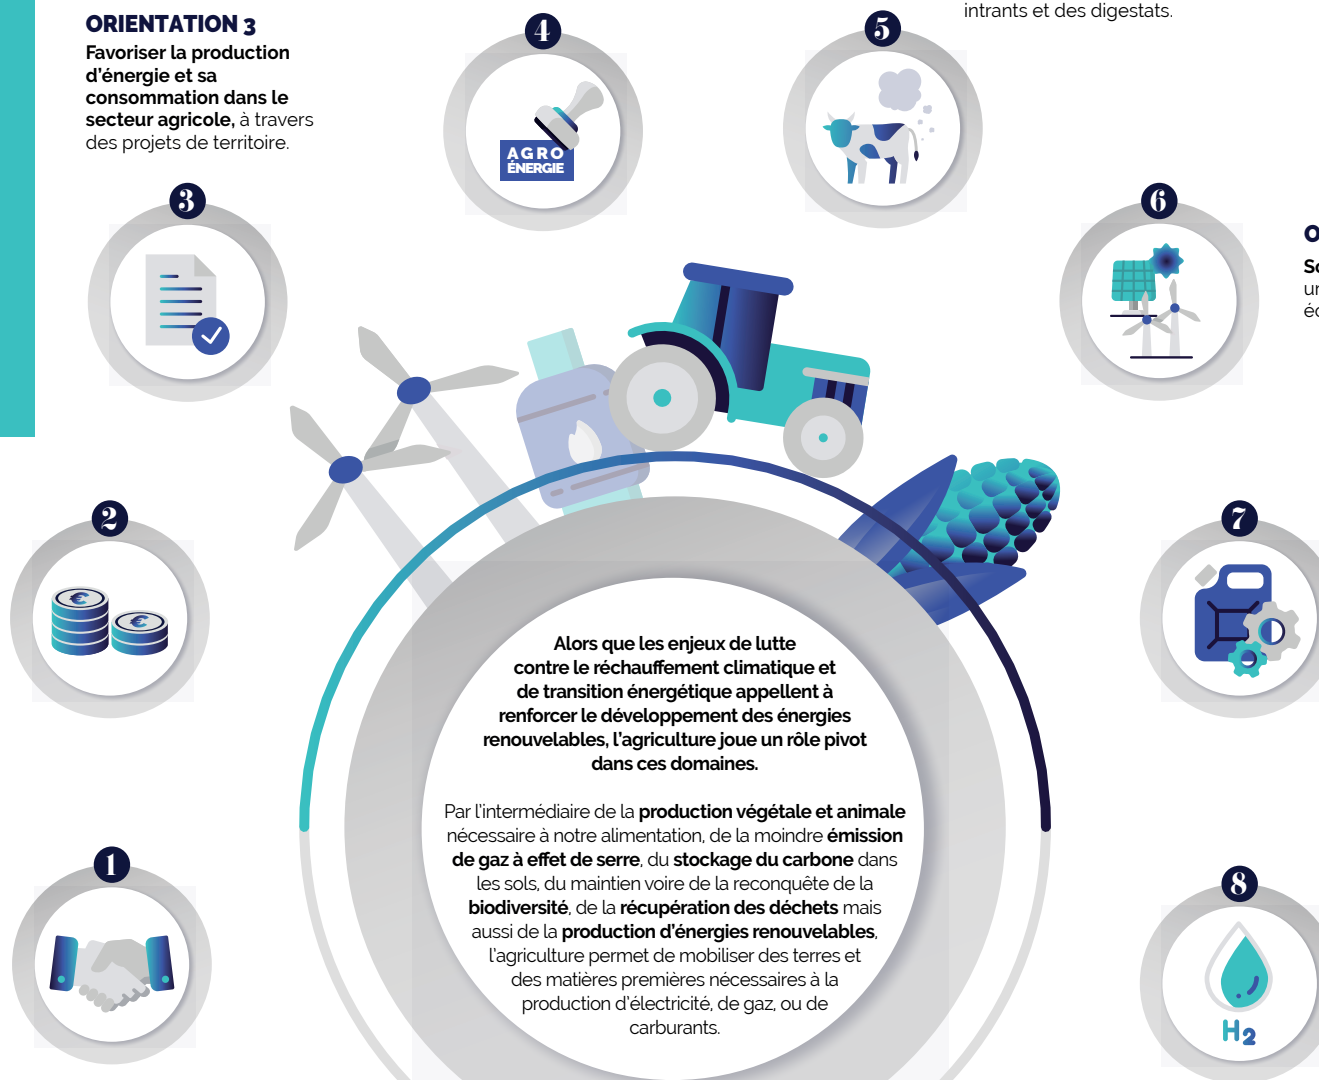 intrants et des digestats.
ORIENTATION 3
Favoriser la production
d'énergie et sa
consommation dans le
secteur agricole, à travers
des projets de territoire.
4
5
AGRO
ÉNERGIE
3
6
2
7
Alors que les enjeux de lutte
contre le réchauffement climatique et
de transition énergétique appellent à
renforcer le développement des énergies
renouvelables, l'agriculture joue un rôle pivot
dans ces domaines.
Par l'intermédiaire de la production végétale et animale
nécessaire à notre alimentation, de la moindre émission
de gaz à effet de serre, du stockage du carbone dans
les sols, du maintien voire de la reconquête de la
biodiversité, de la récupération des déchets mais
aussi de la production d'énergies renouvelables,
l'agriculture permet de mobiliser des terres et
des matières premières nécessaires à la
production d'électricité, de gaz, ou de
carburants.
1
8
H2